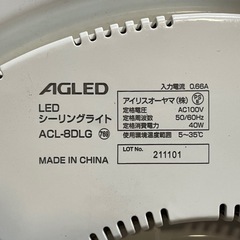 AGLED
LED
シーリングライト
ACL-8DLG
MADE IN CHINA
入力電流 0.66A
アイリスオーヤマ(株)
定格電圧 AC100V
定格周波数 50/60Hz
定格消費電力 40W
使用環境温度範囲 5~35℃
LOT No.
211101